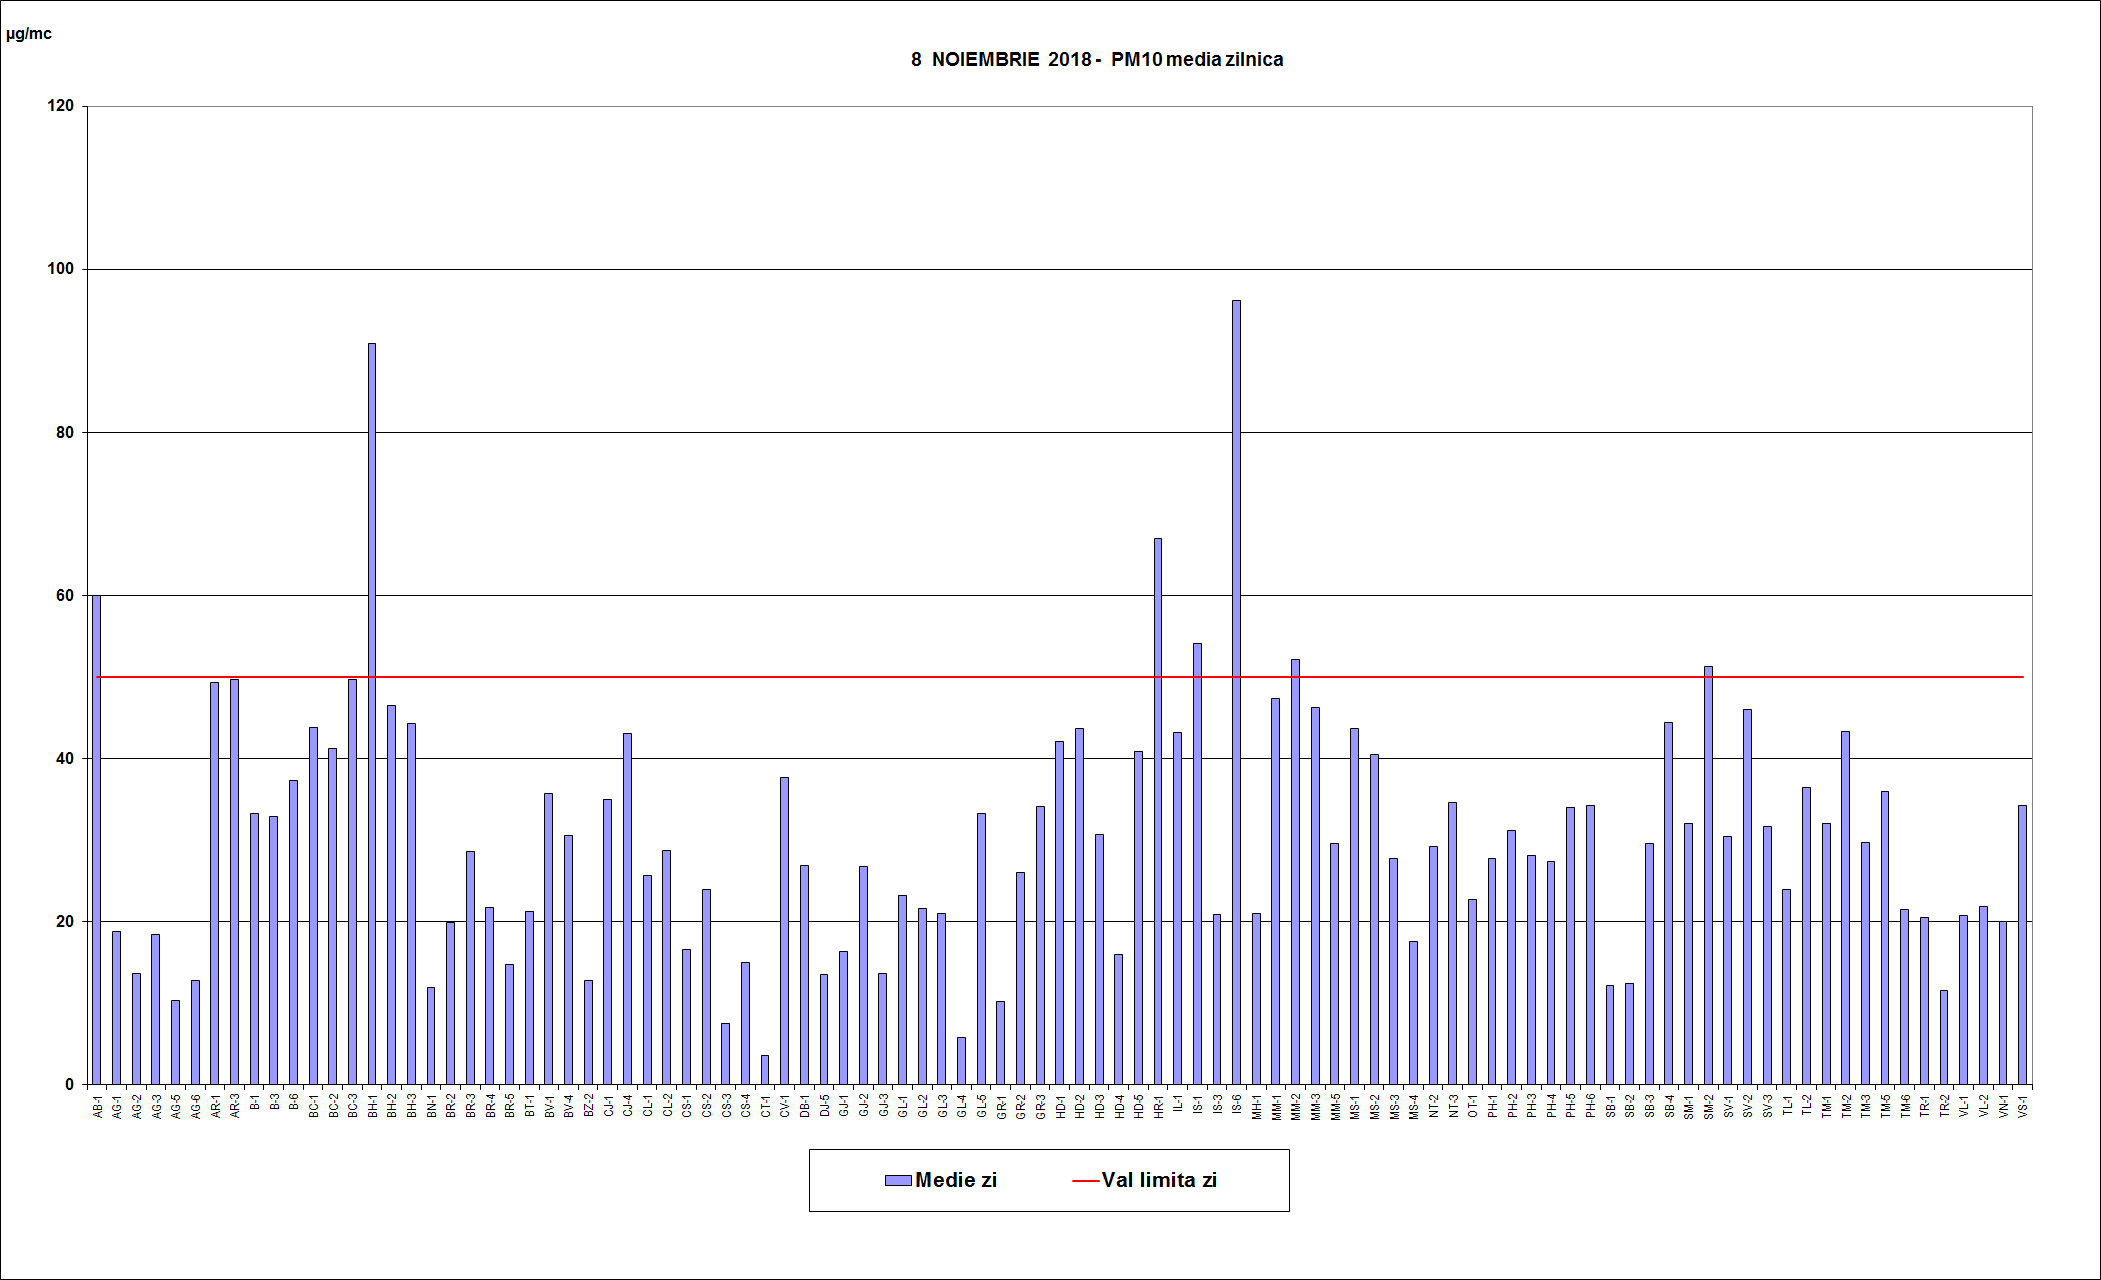 µg/mc
8 NOIEMBRIE 2018 - PM10 media zilnica
120
100
80
60
40
20
0
AB-1 AG-1 AG-2 AG-3 AG-5 AG-6 AR-1 AR-3 B-1 B-3 B-6 BC-1 BC-2 BC-3 BH-1 BH-2 BH-3 BN-1 BR-2 BR-3 BR-4 BR-5 BT-1 BV-1 BV-4 BZ-2 CJ-1 CJ-4 CL-1 CL-2 CS-1 CS-2 CS-3 CS-4 CT-1 CV-1 DB-1 DJ-5 GJ-1 GJ-2 GJ-3 GL-1 GL-2 GL-3 GL-4 GL-5 GR-1 GR-2 GR-3 HD-1 HD-2 HD-3 HD-4 HD-5 HR-1 IL-1 IS-1 IS-3 IS-6 MH-1 MM-1 MM-2 MM-3 MM-5 MS-1 MS-2 MS-3 MS-4 NT-2 NT-3 OT-1 PH-1 PH-2 PH-3 PH-4 PH-5 PH-6 SB-1 SB-2 SB-3 SB-4 SM-1 SM-2 SV-1 SV-2 SV-3 TL-1 TL-2 TM-1 TM-2 TM-3 TM-5 TM-6 TR-1 TR-2 VL-1 VL-2 VN-1 VS-1
Medie zi Val limita zi